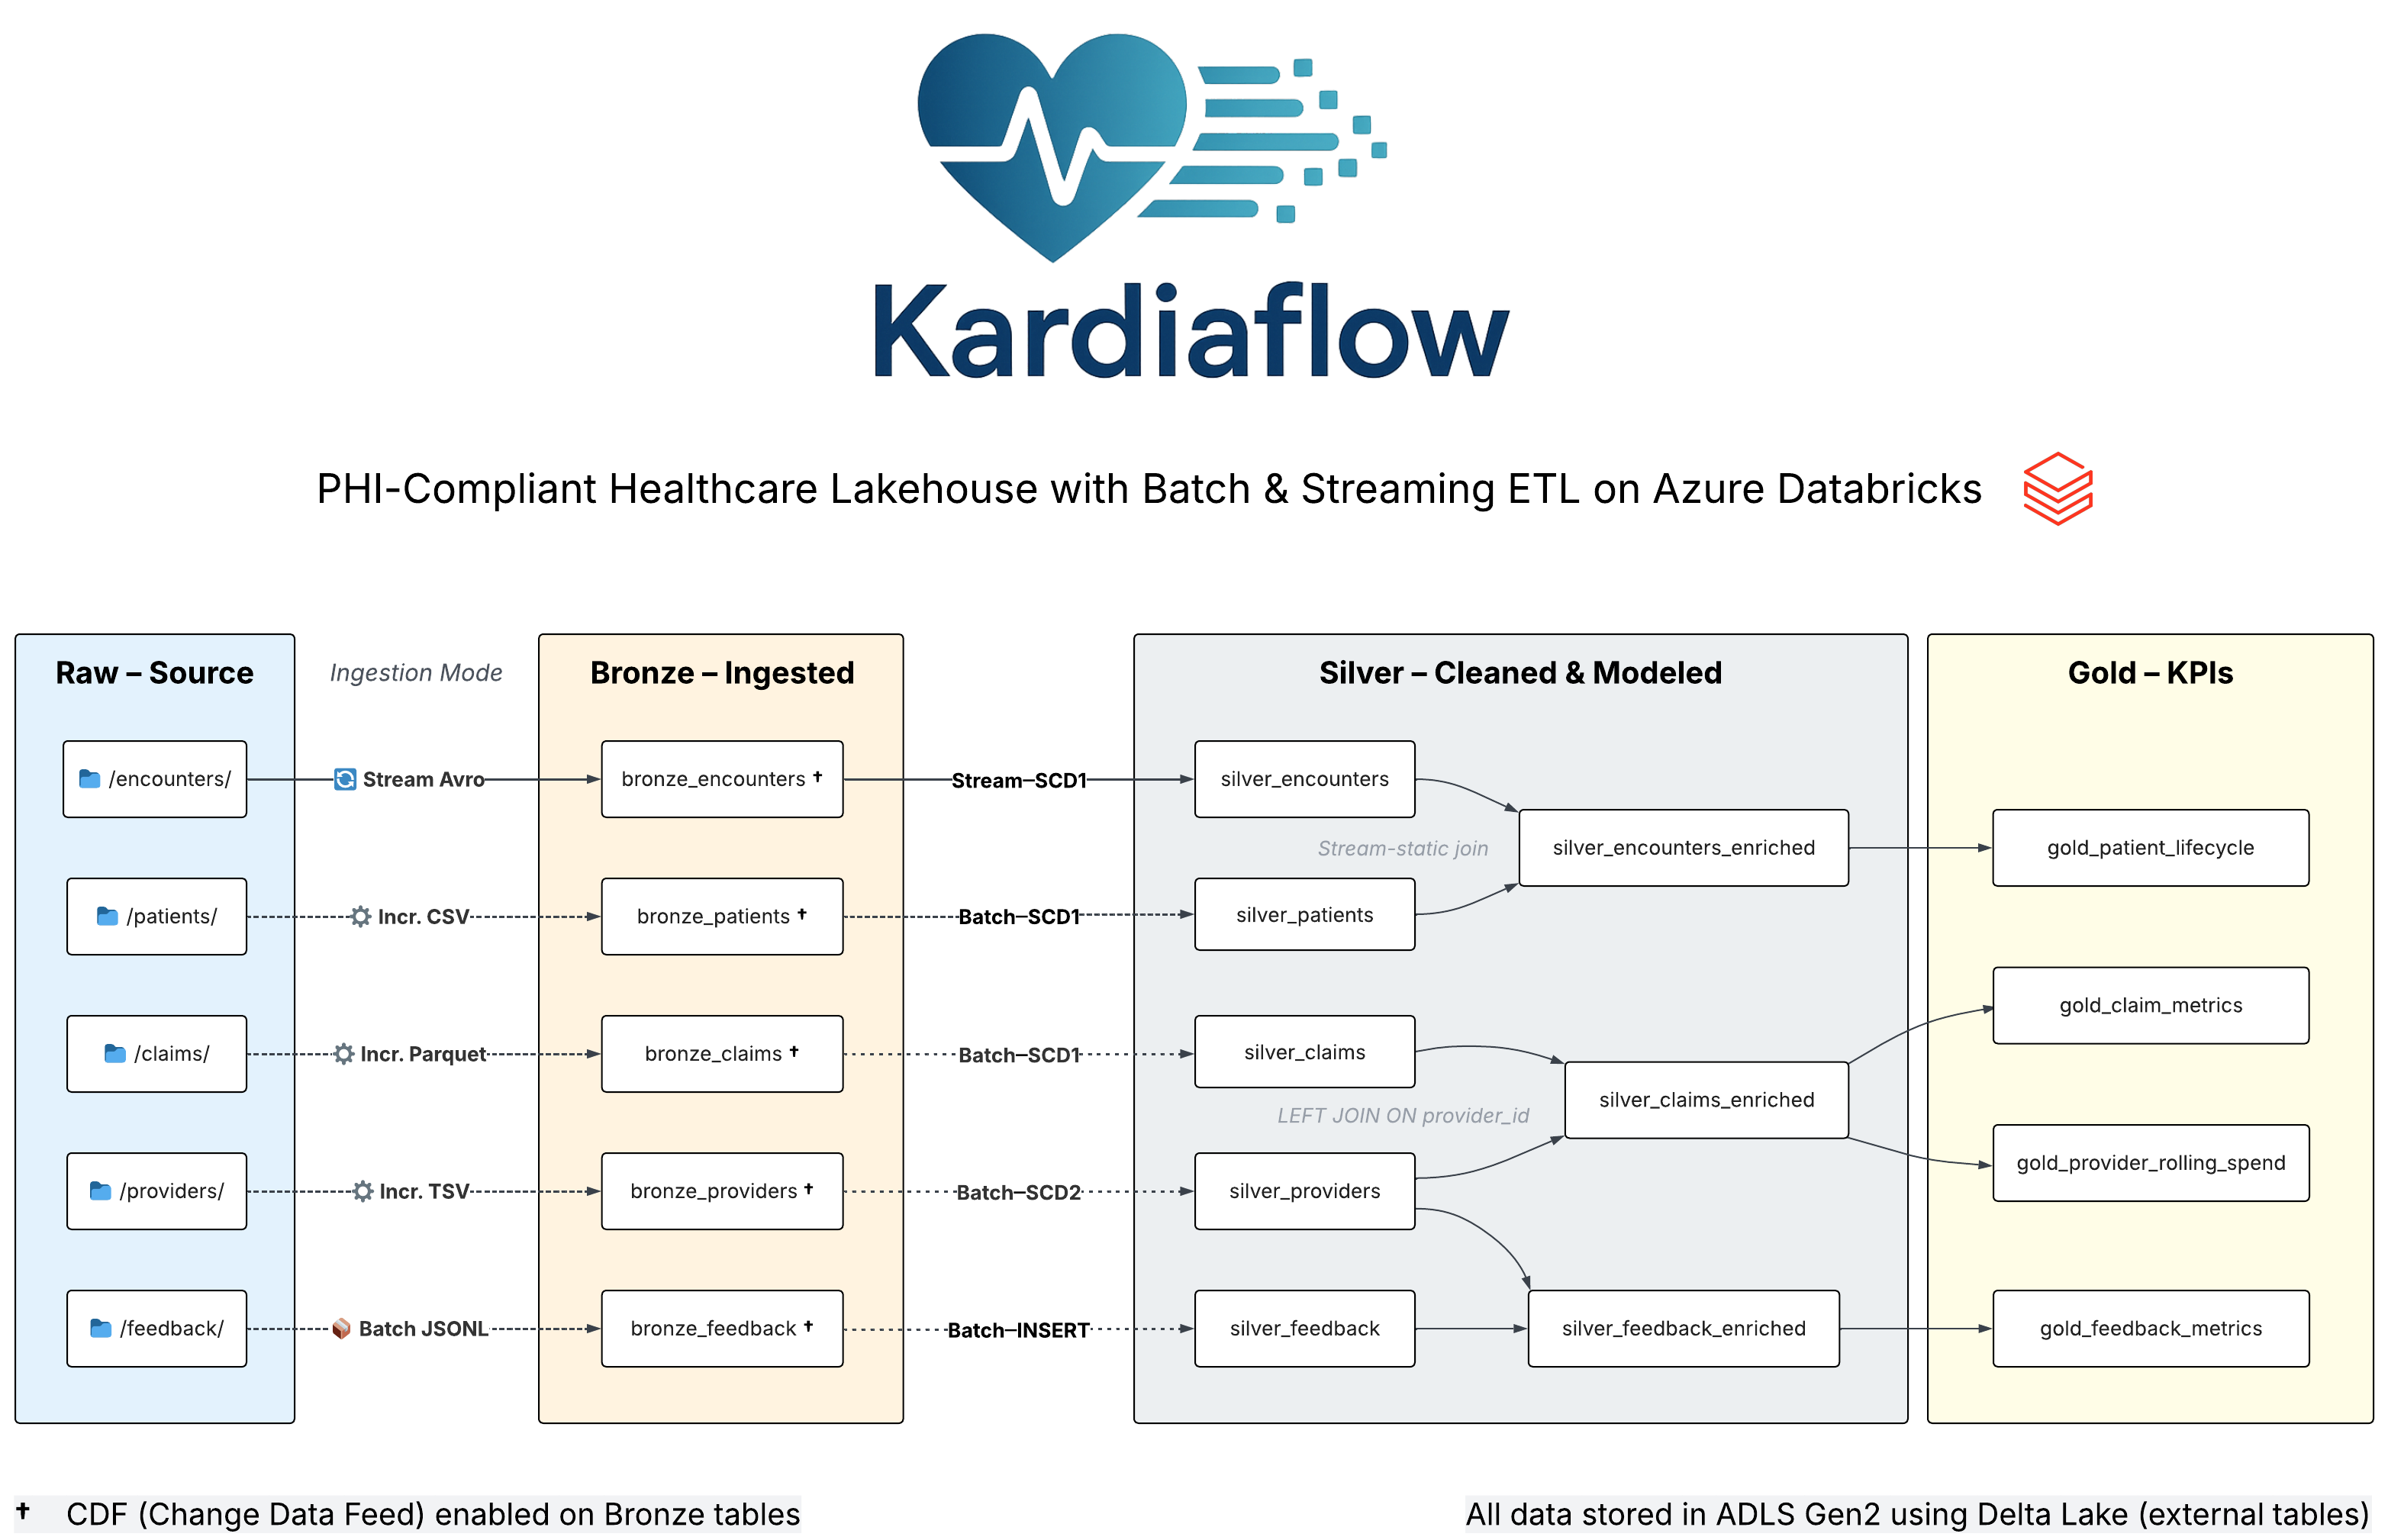 Kardiaflow
PHI-Compliant Healthcare Lakehouse with Batch & Streaming ETL on Azure Databricks
Raw – Source
Ingestion Mode
Bronze – Ingested
Silver – Cleaned & Modeled
Gold – KPIs
/encounters/
Stream Avro
bronze_encounters †
Stream–SCD1
silver_encounters
Stream-static join
silver_encounters_enriched
gold_patient_lifecycle
/patients/
Incr. CSV
bronze_patients †
Batch–SCD1
silver_patients
gold_claim_metrics
/claims/
Incr. Parquet
bronze_claims †
Batch–SCD1
silver_claims
LEFT JOIN ON provider_id
silver_claims_enriched
gold_provider_rolling_spend
/providers/
Incr. TSV
bronze_providers †
Batch–SCD2
silver_providers
/feedback/
Batch JSONL
bronze_feedback †
Batch–INSERT
silver_feedback
silver_feedback_enriched
gold_feedback_metrics
† CDF (Change Data Feed) enabled on Bronze tables
All data stored in ADLS Gen2 using Delta Lake (external tables)